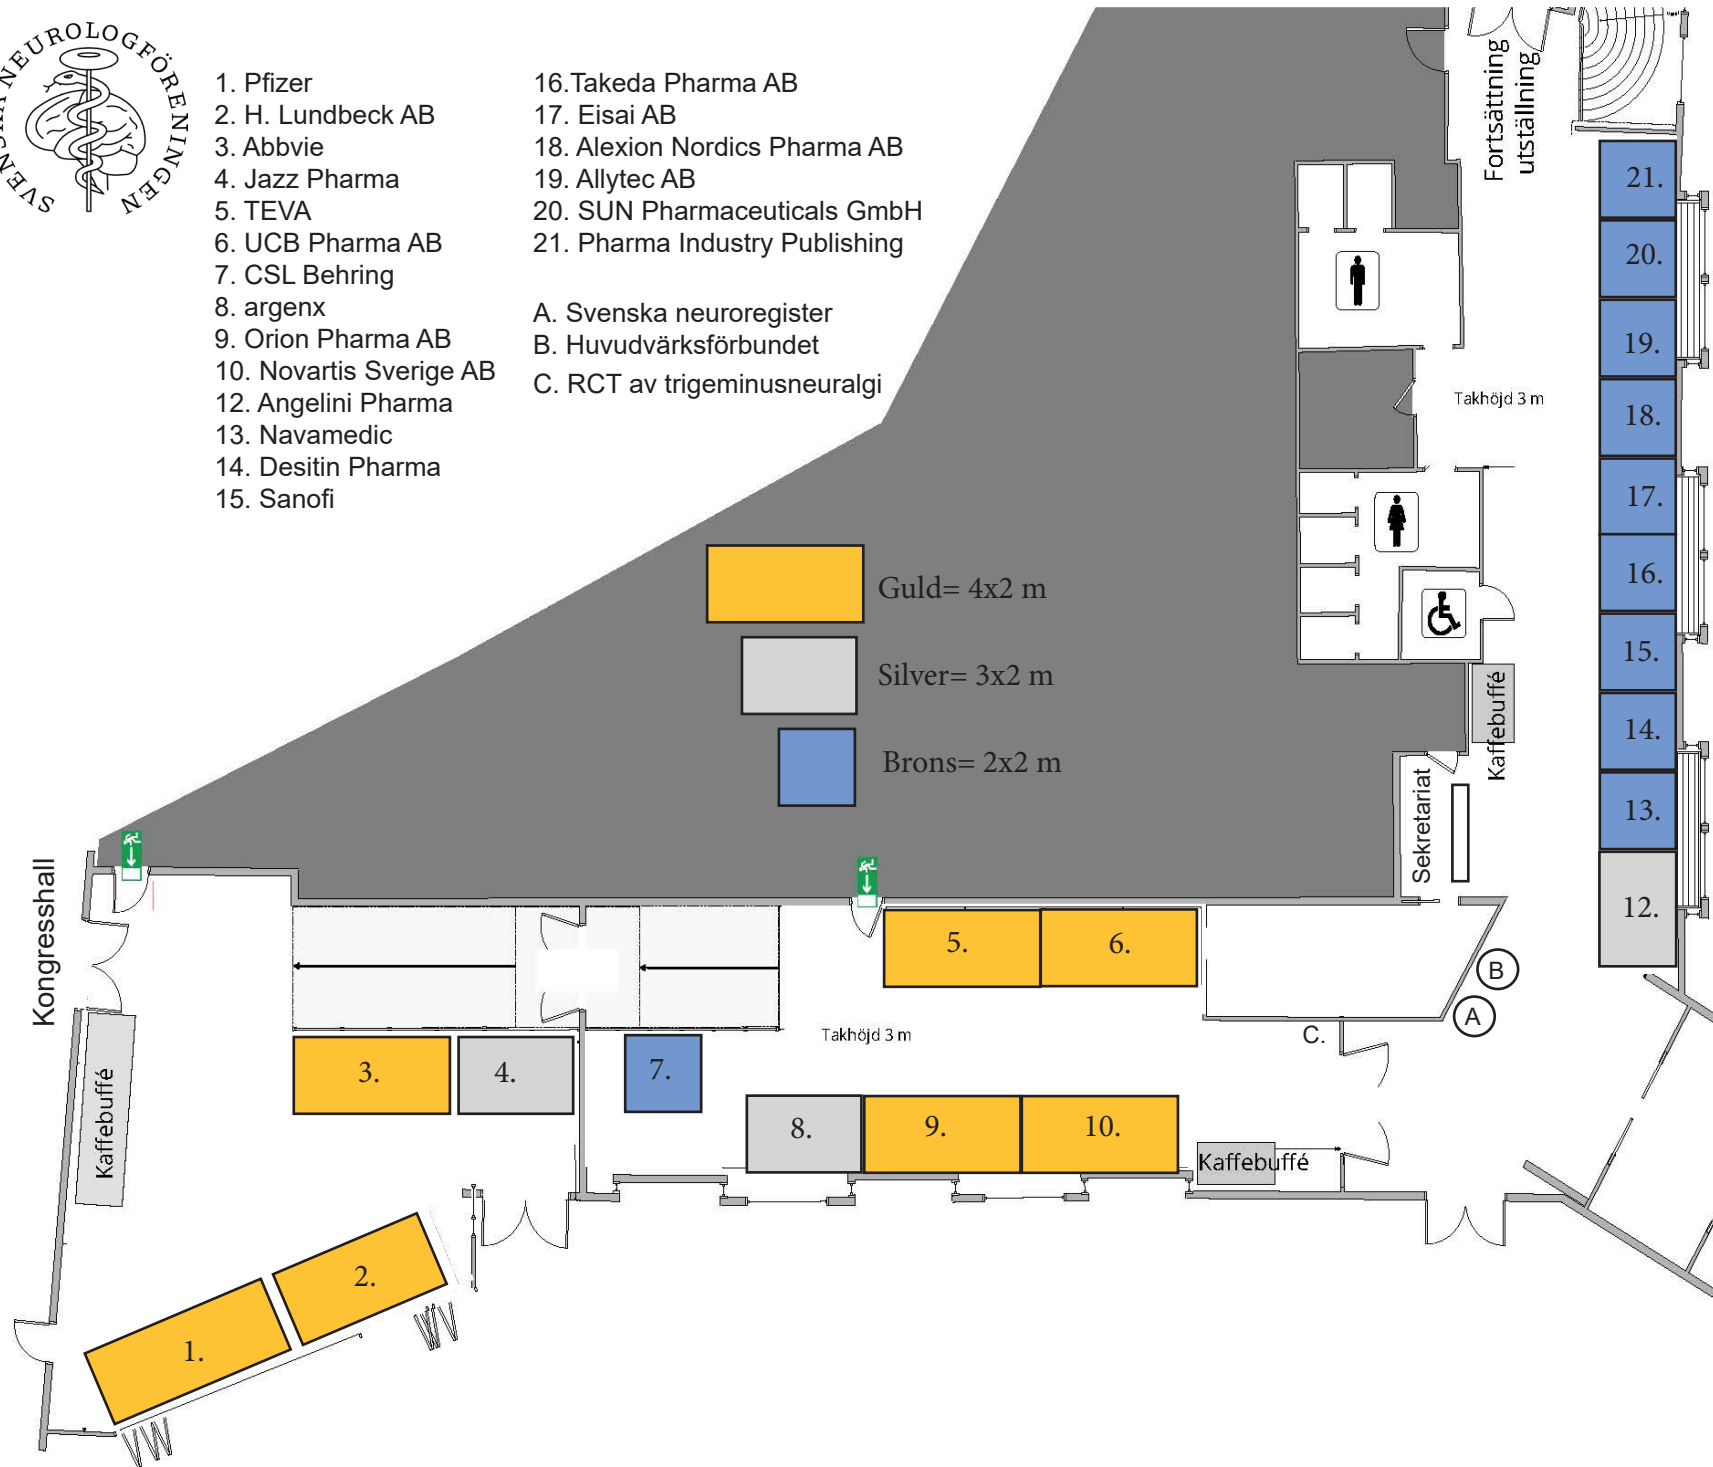 SVENSKA NEUROLOGFÖRENINGEN
1. Pfizer
2. H. Lundbeck AB
3. Abbvie
4. Jazz Pharma
5. TEVA
6. UCB Pharma AB
7. CSL Behring
8. argenx
9. Orion Pharma AB
10. Novartis Sverige AB
12. Angelini Pharma
13. Navamedic
14. Desitin Pharma
15. Sanofi
16.Takeda Pharma AB
17. Eisai AB
18. Alexion Nordics Pharma AB
19. Allytec AB
20. SUN Pharmaceuticals GmbH
21. Pharma Industry Publishing
A. Svenska neuroregister
B. Huvudvärksförbundet
C. RCT av trigeminusneuralgi
Fortsättning
utställning
21.
20.
19.
Takhöjd 3 m
18.
17.
16.
15.
14.
13.
12.
Guld= 4x2 m
Silver= 3x2 m
Brons= 2x2 m
Kaffebuffé
Sekretariat
Kongresshall
5.
6.
B
A
C.
Takhöjd 3 m
3.
4.
7.
8.
9.
10.
Kaffebuffé
Kaffebuffé
2.
1.